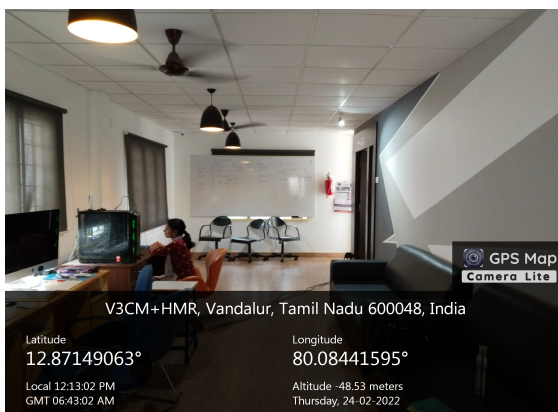 GPS Map
Camera Lite
V3CM+HMR, Vandalur, Tamil Nadu 600048, India
Latitude
12.87149063°
Longitude
80.08441595°
Local 12:13:02 PM
GMT 06:43:02 AM
Altitude -48.53 meters
Thursday, 24-02-2022